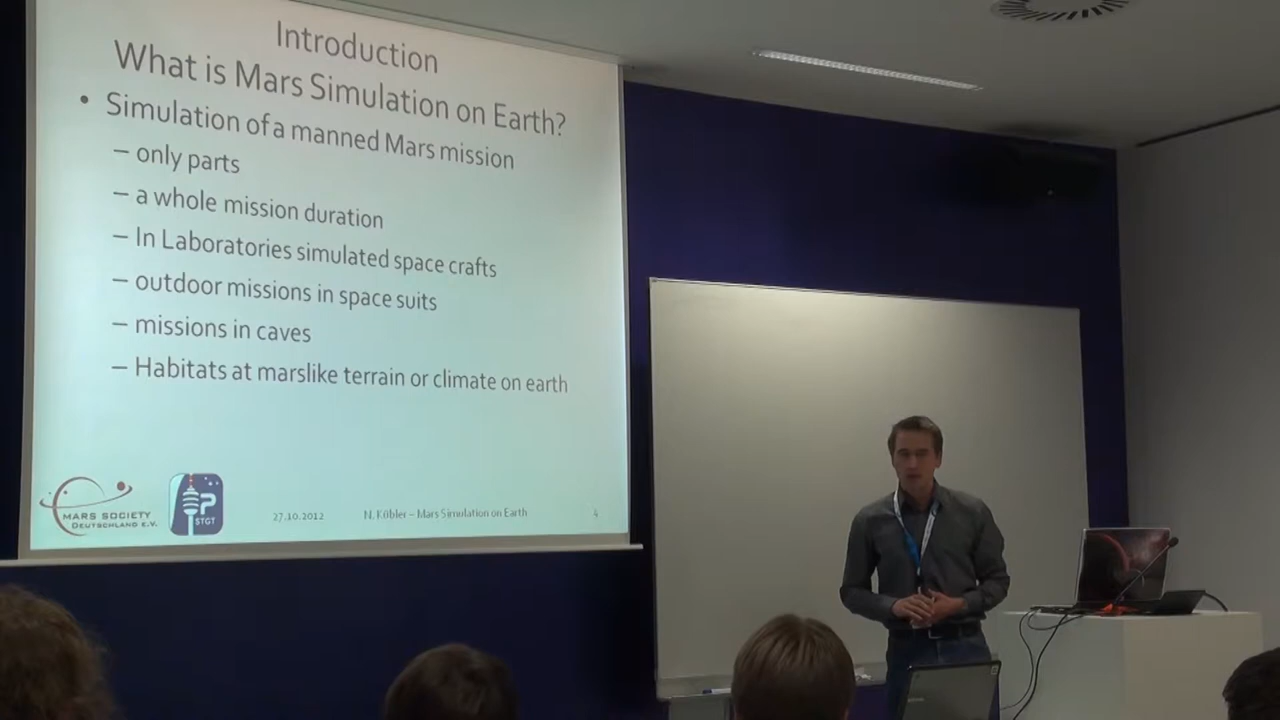 Introduction
What is Mars Simulation on Earth?
• Simulation of a manned Mars mission
– only parts
– a whole mission duration
– In Laboratories simulated space crafts
– outdoor missions in space suits
– missions in caves
– Habitats at marslike terrain or climate on earth
MARS SOCIETY
DEUTSCHLAND E.V.
STGT
27.10.2012
N. Kübler – Mars Simulation on Earth
4